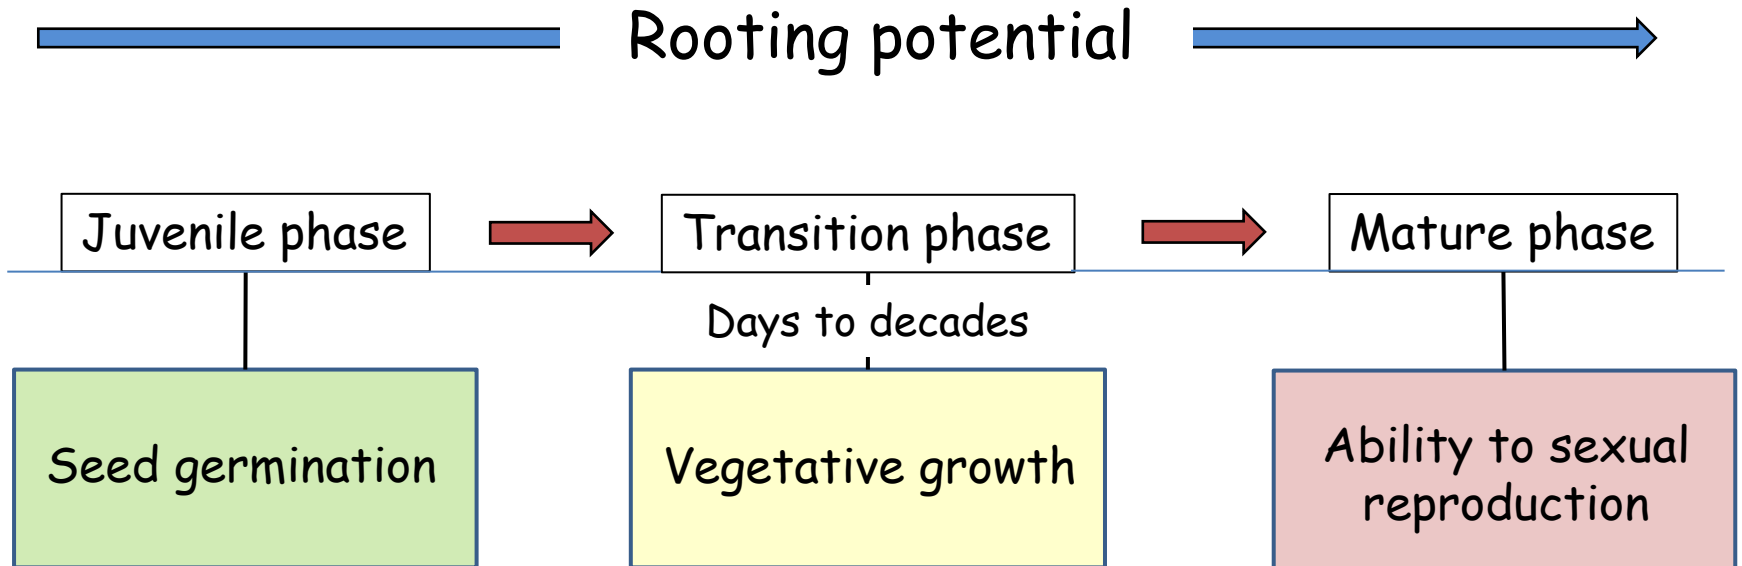 Rooting potential
Juvenile phase
Transition phase
Mature phase
Days to decades
Seed germination
Vegetative growth
Ability to sexual
reproduction